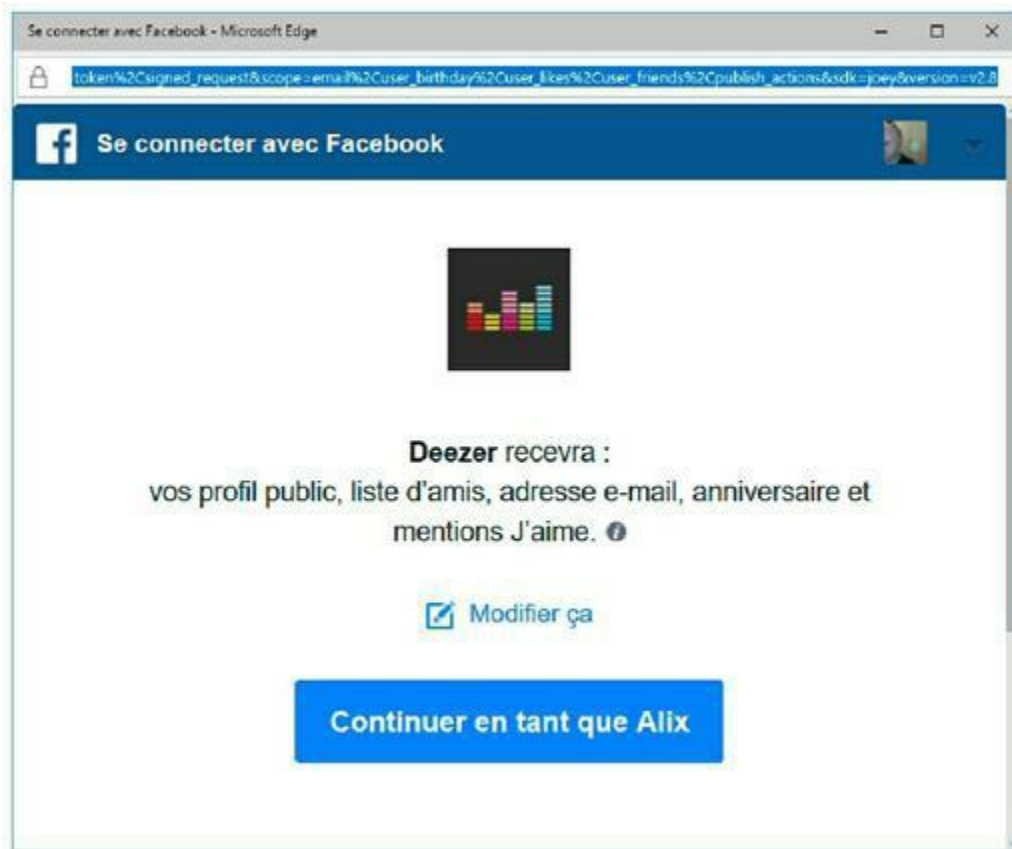 Se connecter avec Facebook - Microsoft Edge
token%2Csigned_request&scope=email%2Cuser_birthday%2Cuser_likes%2Cuser_friends%2Cpublish_actions&sdk=joey&version=v2.8
Se connecter avec Facebook
Deezer recevra :
vos profil public, liste d'amis, adresse e-mail, anniversaire et
mentions J'aime.
Modifier ça
Continuer en tant que Alix